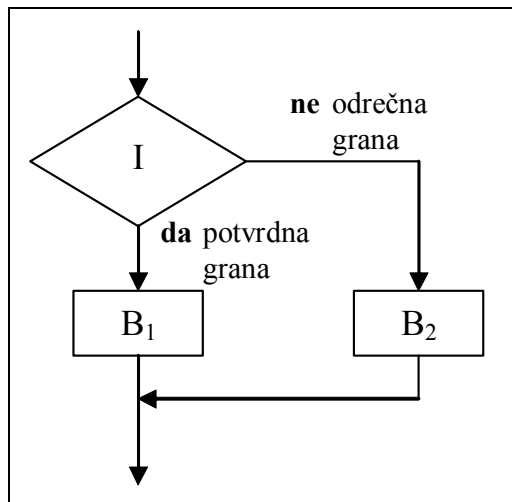 ne odrečna
grana
I
da potvrdna
grana
B₁
B₂